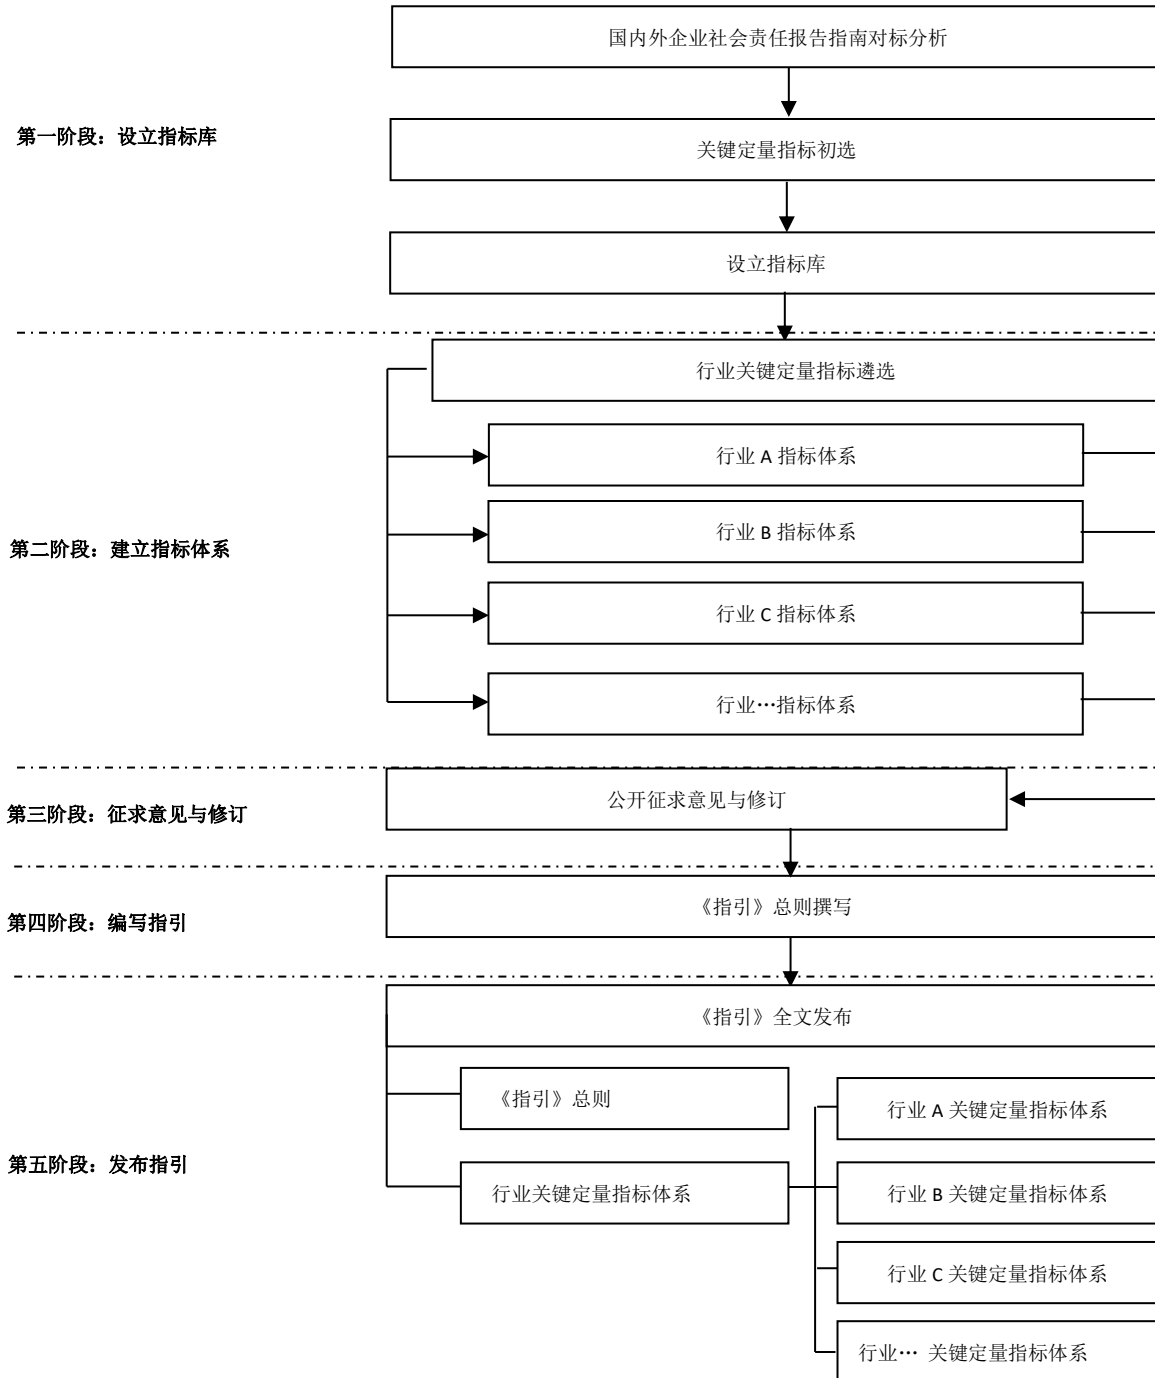 国内外企业社会责任报告指南对标分析
第一阶段：设立指标库
关键定量指标初选
设立指标库
行业关键定量指标遴选
行业 A 指标体系
行业 B 指标体系
第二阶段：建立指标体系
行业 C 指标体系
行业…指标体系
公开征求意见与修订
第三阶段：征求意见与修订
《指引》总则撰写
第四阶段：编写指引
《指引》全文发布
《指引》总则
行业 A 关键定量指标体系
第五阶段：发布指引
行业关键定量指标体系
行业 B 关键定量指标体系
行业 C 关键定量指标体系
行业… 关键定量指标体系